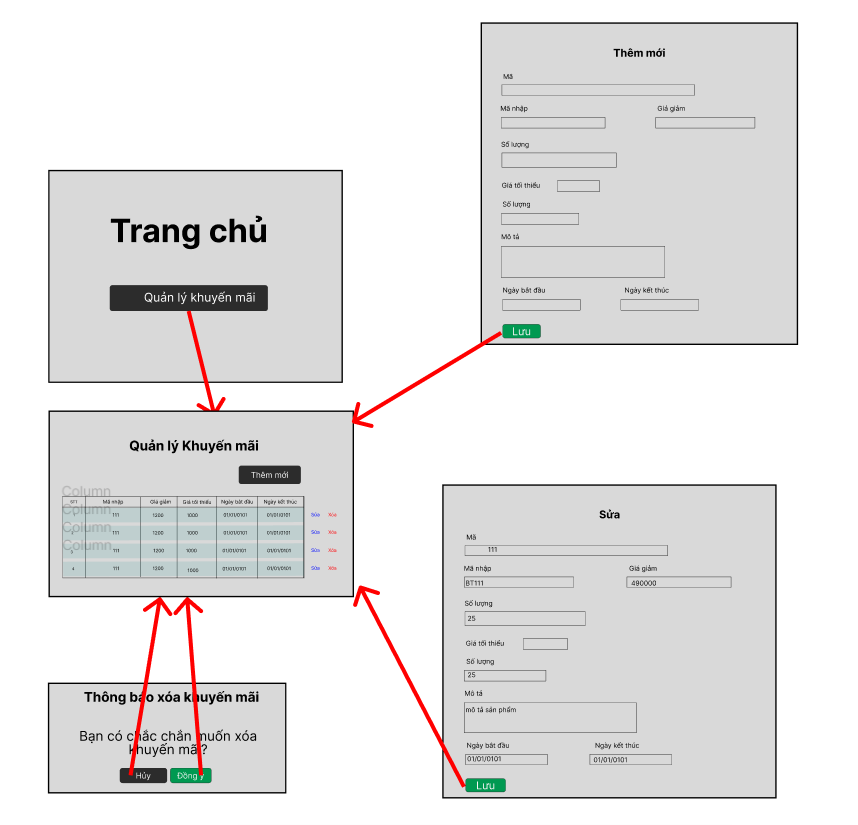 Trang chủ
Quản lý khuyến mãi
Quản lý Khuyến mãi
Thêm mới
Column
STT Mã nhập Giá giảm Giá tối thiểu Ngày bắt đầu Ngày kết thúc
Column
111 1200 1000 01/01/0101 01/01/0101 Sửa Xóa
Column
111 1200 1000 01/01/0101 01/01/0101 Sửa Xóa
Column
111 1200 1000 01/01/0101 01/01/0101 Sửa Xóa
4 111 1200 1000 01/01/0101 01/01/0101 Sửa Xóa
Thông báo xóa khuyến mãi
Bạn có chắc chắn muốn xóa
khuyến mãi?
Hủy Đồng ý
Thêm mới
Mã
Mã nhập Giá giảm
Số lượng
Giá tối thiểu
Số lượng
Mô tả
Ngày bắt đầu Ngày kết thúc
Lưu
Sửa
Mã
111
Mã nhập Giá giảm
BT111 490000
Số lượng
25
Giá tối thiểu
Số lượng
25
Mô tả
mô tả sản phẩm
Ngày bắt đầu Ngày kết thúc
01/01/0101 01/01/0101
Lưu